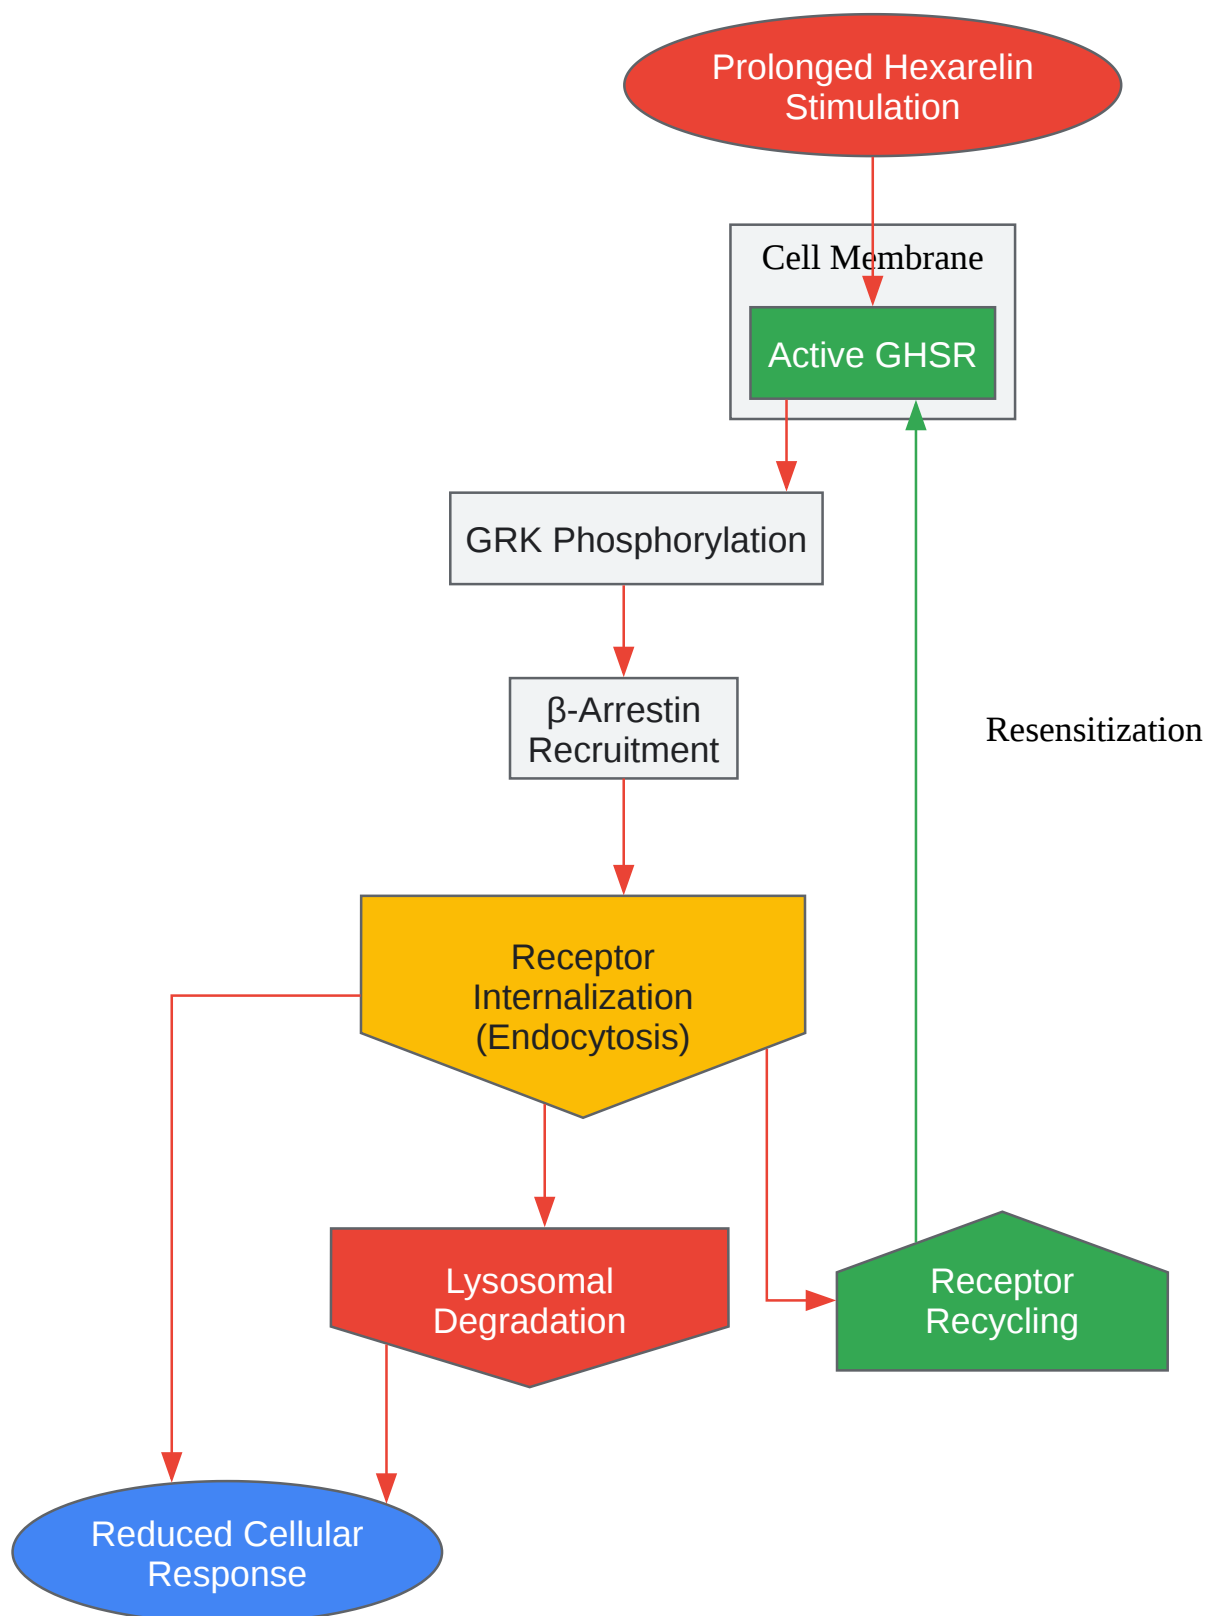 Prolonged Hexarelin
Stimulation
Cell Membrane
Active GHSR
GRK Phosphorylation
β-Arrestin
Recruitment
Resensitization
Receptor
Internalization
(Endocytosis)
Lysosomal
Degradation
Receptor
Recycling
Reduced Cellular
Response